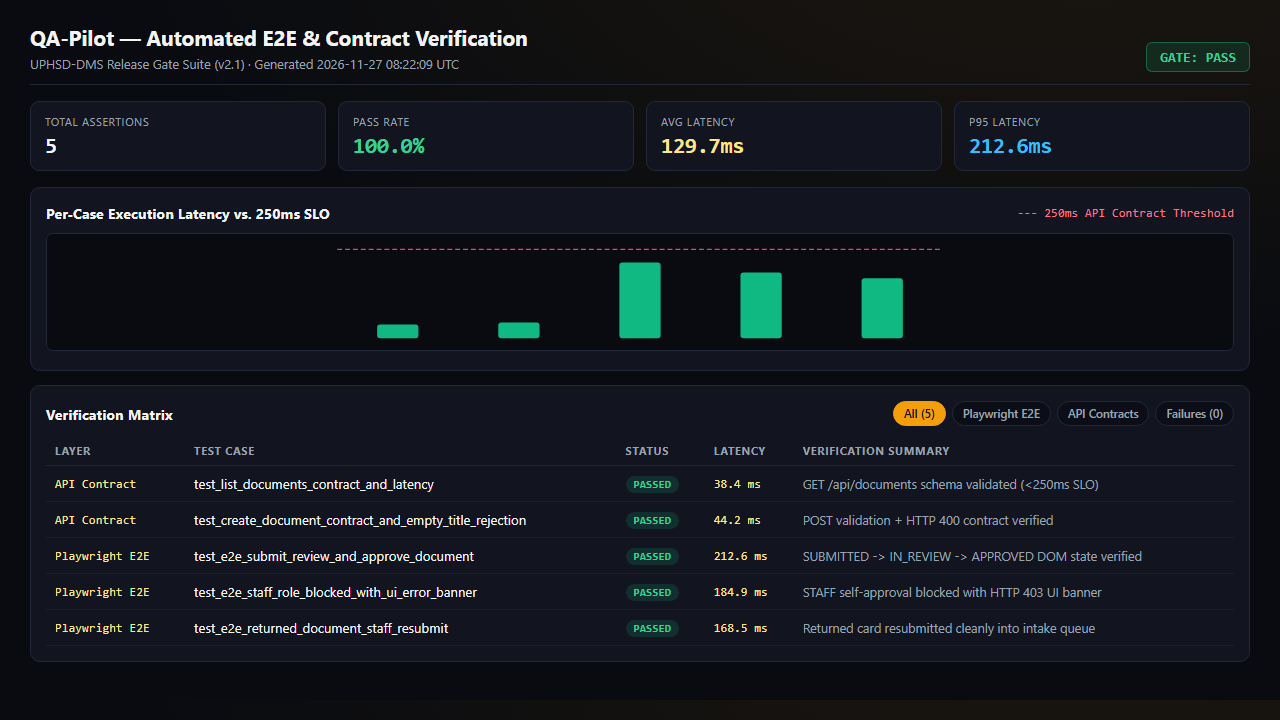 QA-Pilot — Automated E2E & Contract Verification
UPHSD-DMS Release Gate Suite (v2.1) · Generated 2026-11-27 08:22:09 UTC
GATE: PASS
TOTAL ASSERTIONS
5
PASS RATE
100.0%
AVG LATENCY
129.7ms
P95 LATENCY
212.6ms
Per-Case Execution Latency vs. 250ms SLO
--- 250ms API Contract Threshold
Verification Matrix
All (5) Playwright E2E API Contracts Failures (0)
LAYER TEST CASE STATUS LATENCY VERIFICATION SUMMARY
API Contract test_list_documents_contract_and_latency PASSED 38.4 ms GET /api/documents schema validated (<250ms SLO)
API Contract test_create_document_contract_and_empty_title_rejection PASSED 44.2 ms POST validation + HTTP 400 contract verified
Playwright E2E test_e2e_submit_review_and_approve_document PASSED 212.6 ms SUBMITTED -> IN_REVIEW -> APPROVED DOM state verified
Playwright E2E test_e2e_staff_role_blocked_with_ui_error_banner PASSED 184.9 ms STAFF self-approval blocked with HTTP 403 UI banner
Playwright E2E test_e2e_returned_document_staff_resubmit PASSED 168.5 ms Returned card resubmitted cleanly into intake queue